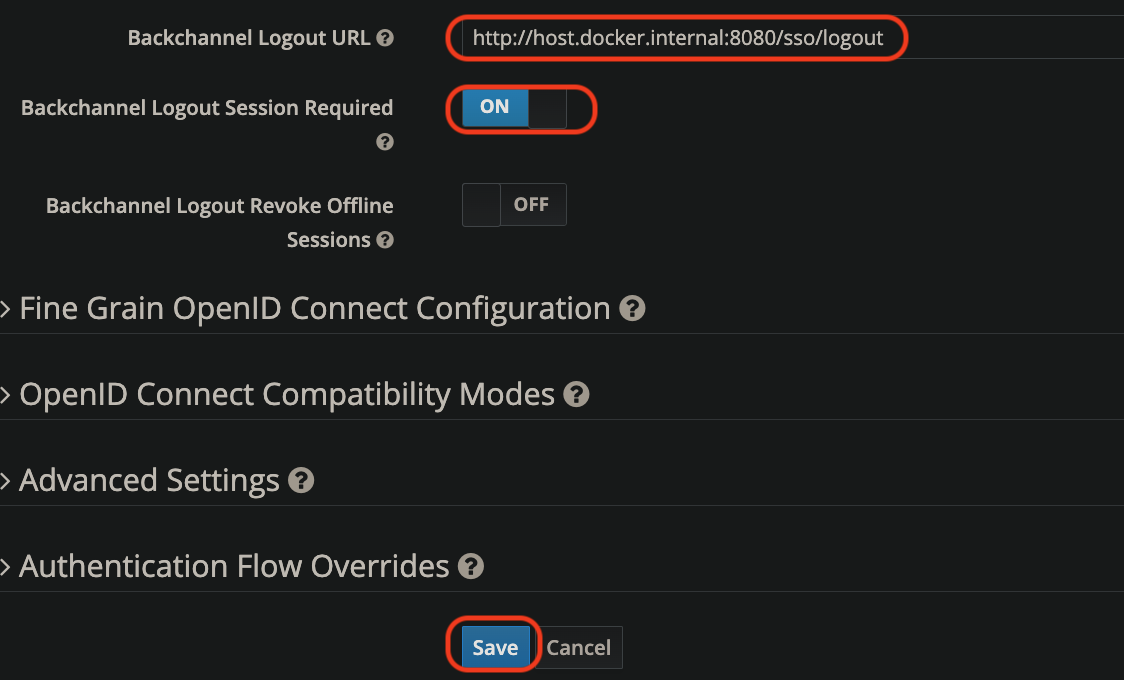 Backchannel Logout URL
http://host.docker.internal:8080/sso/logout
Backchannel Logout Session Required
ON
Backchannel Logout Revoke Offline
Sessions
OFF
Fine Grain OpenID Connect Configuration
OpenID Connect Compatibility Modes
Advanced Settings
Authentication Flow Overrides
Save Cancel